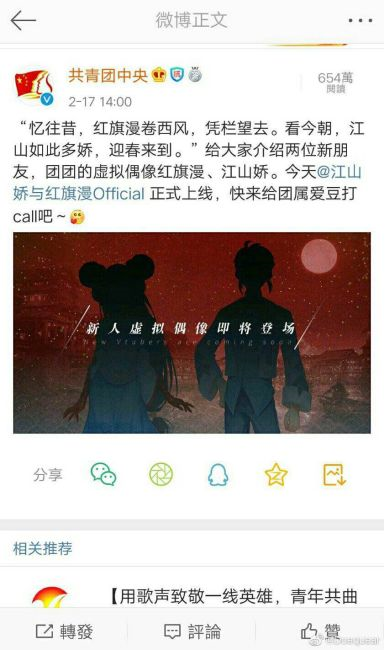 微博正文
共青团中央
654萬
閱讀
2-17 14:00
“忆往昔，红旗漫卷西风，凭栏望去。看今朝，江
山如此多娇，迎春来到。”给大家介绍两位新朋
友，团团的虚拟偶像红旗漫、江山娇。今天@江山
娇与红旗漫Official 正式上线，快来给团属爱豆打
call吧～
新人虚拟偶像即将登场
New Vtubers are coming soon
分享
相关推荐
【用歌声致敬一线英雄，青年共曲
轉發
評論
贊